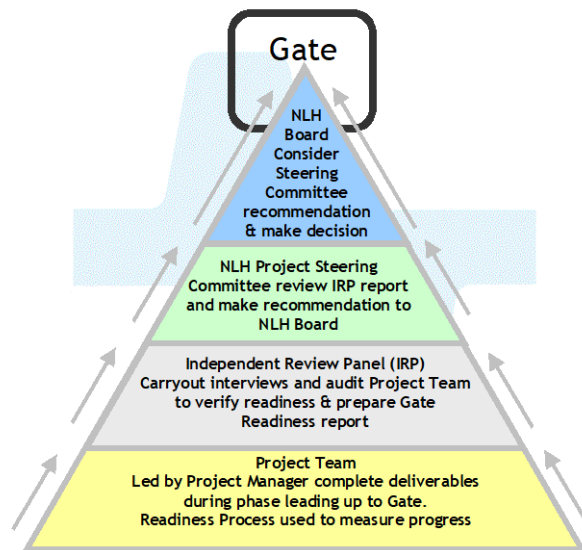 Gate
NLH
Board
Consider
Steering
Committee
recommendation
& make decision
NLH Project Steering
Committee review IRP report
and make recommendation to
NLH Board
Independent Review Panel (IRP)
Carryout interviews and audit Project Team
to verify readiness & prepare Gate
Readiness report
Project Team
Led by Project Manager complete deliverables
during phase leading up to Gate.
Readiness Process used to measure progress